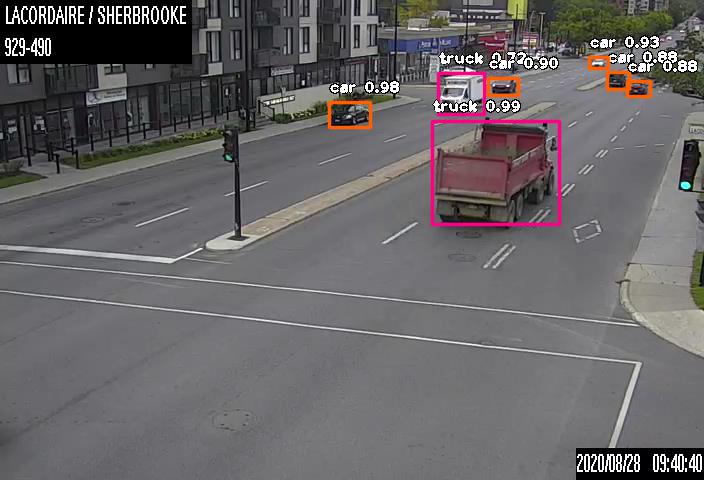 LACORDAIRE / SHERBROOKE
929-490
car 0.93
truck 0.72
car 0.90
car 0.88
car 0.88
car 0.98
truck 0.99
2020/08/28 09:40:40